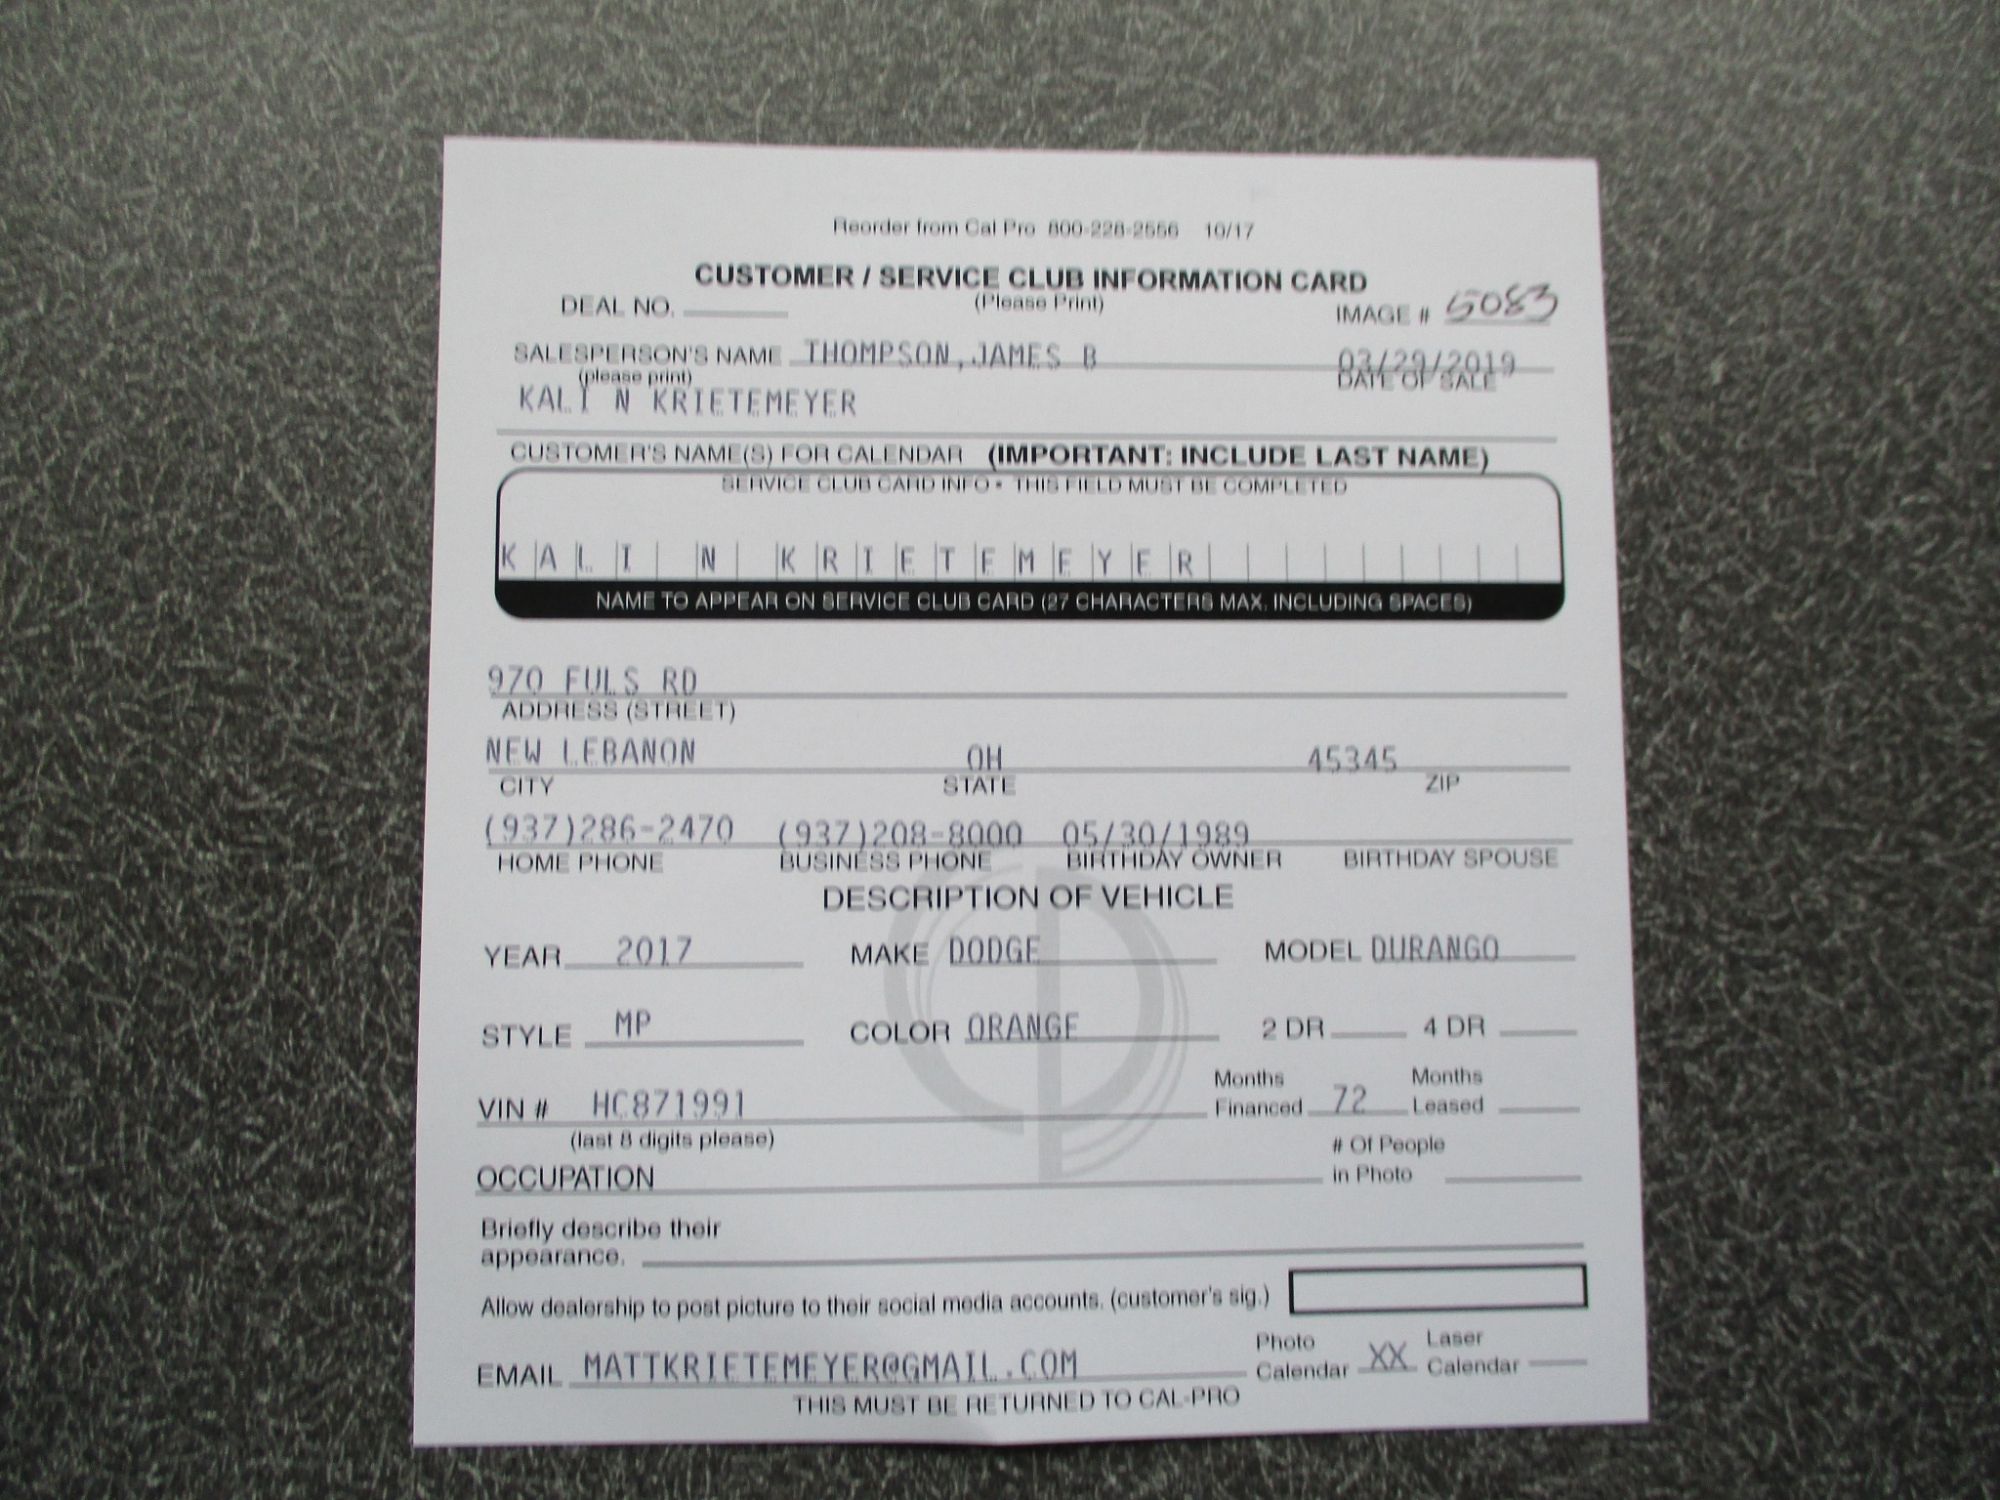 Reorder from Cal Pro 800-228-2556 10/17
CUSTOMER / SERVICE CLUB INFORMATION CARD
DEAL NO. (Please Print) IMAGE # 5083
SALESPERSON'S NAME THOMPSON,JAMES B 03/29/2019
(please print) DATE OF SALE
KALI N KRIETEMEYER
CUSTOMER'S NAME(S) FOR CALENDAR (IMPORTANT: INCLUDE LAST NAME)
SERVICE CLUB CARD INFO • THIS FIELD MUST BE COMPLETED
KALI N KRIETEMEYER
NAME TO APPEAR ON SERVICE CLUB CARD (27 CHARACTERS MAX. INCLUDING SPACES)
970 FULS RD
ADDRESS (STREET)
NEW LEBANON OH 45345
CITY STATE ZIP
(937)286-2470 (937)208-8000 05/30/1989
HOME PHONE BUSINESS PHONE BIRTHDAY OWNER BIRTHDAY SPOUSE
DESCRIPTION OF VEHICLE
YEAR 2017 MAKE DODGE MODEL DURANGO
STYLE MP COLOR ORANGE 2 DR 4 DR
Months Months
VIN # HC871991 Financed 72 Leased
(last 8 digits please) # Of People
OCCUPATION in Photo
Briefly describe their
appearance.
Allow dealership to post picture to their social media accounts. (customer's sig.)
Photo Laser
EMAIL MATTKRIETEMEYER@GMAIL.COM Calendar XX Calendar
THIS MUST BE RETURNED TO CAL-PRO